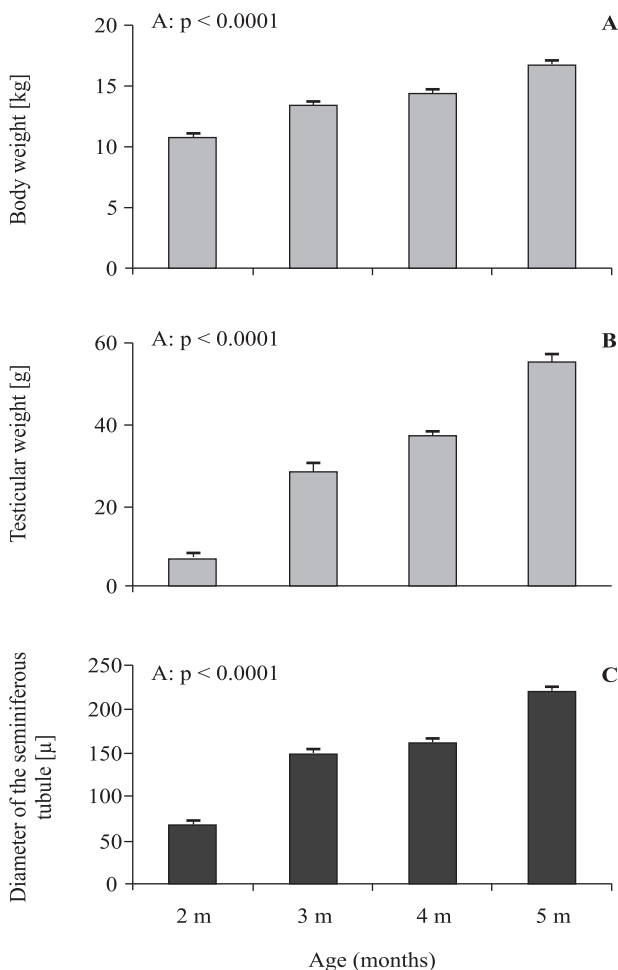 20
A: p < 0.0001
A
15
10
5
0
Body weight [kg]
60
A: p < 0.0001
B
40
20
0
Testicular weight [g]
250
A: p < 0.0001
C
200
150
100
50
0
Diameter of the seminiferous
tubule [µ]
2 m 3 m 4 m 5 m
Age (months)